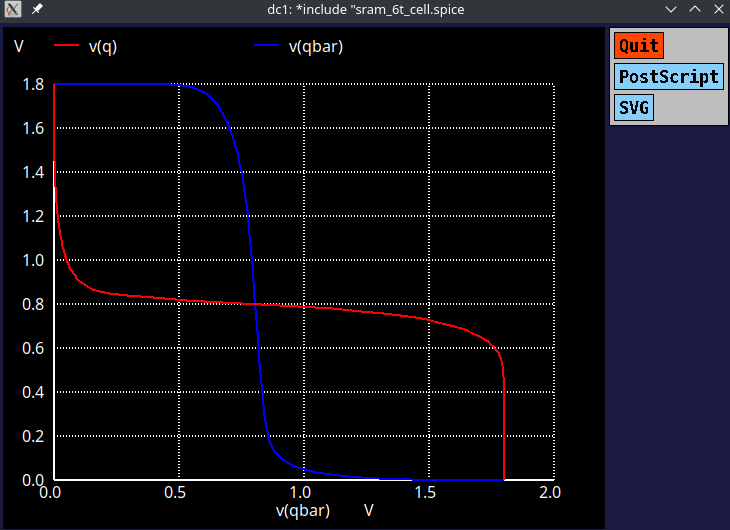 dc1: *include "sram_6t_cell.spice
V v(q) v(qbar)
Quit
PostScript
SVG
1.8
1.6
1.4
1.2
1.0
0.8
0.6
0.4
0.2
0.0
0.0 0.5 1.0 1.5 2.0
v(qbar) V